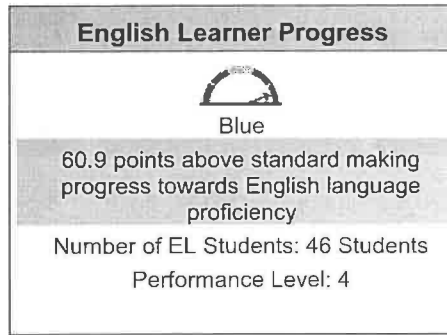 English Learner Progress
Blue
60.9 points above standard making
progress towards English language
proficiency
Number of EL Students: 46 Students
Performance Level: 4